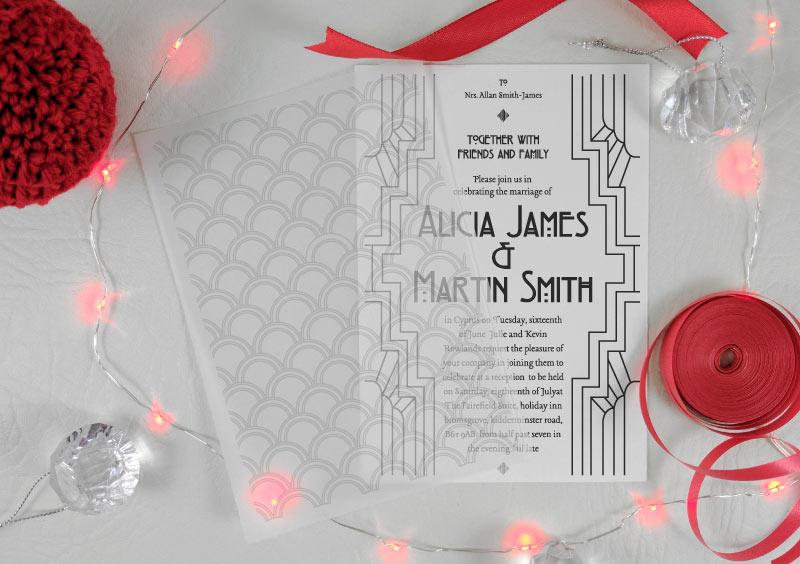 TO
Nrs. Allan Smith-James
TOGETHER WITH
FRIENDS AND FAMILY
Please join us in
celebrating the marriage of
ALICIA JAMES
&
MARTIN SMITH
in Cyprus on Tuesday, sixteenth
of June Julie and Kevin
Rowlands request the pleasure of
your company in joining them to
celebrate at a reception to be held
on Saturday, eigtheenth of Julyat
The Fairefield Suite, holiday inn
bromsgrove, kidderminster road,
B61 9AB from half past seven in
the evening till late